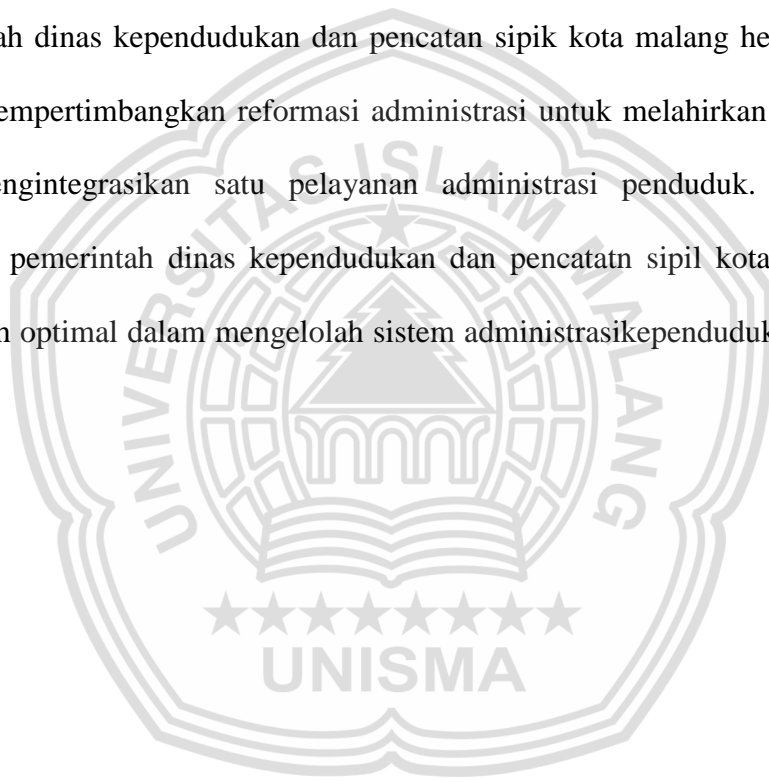 ah dinas kependudukan dan pencatan sipik kota malang he
empertimbangkan reformasi administrasi untuk melahirkan
engintegrasikan satu pelayanan administrasi penduduk.
pemerintah dinas kependudukan dan pencatatn sipil kota
n optimal dalam mengelolah sistem administrasikependuduk
UNIVERSITAS ISLAM MALANG
UNISMA